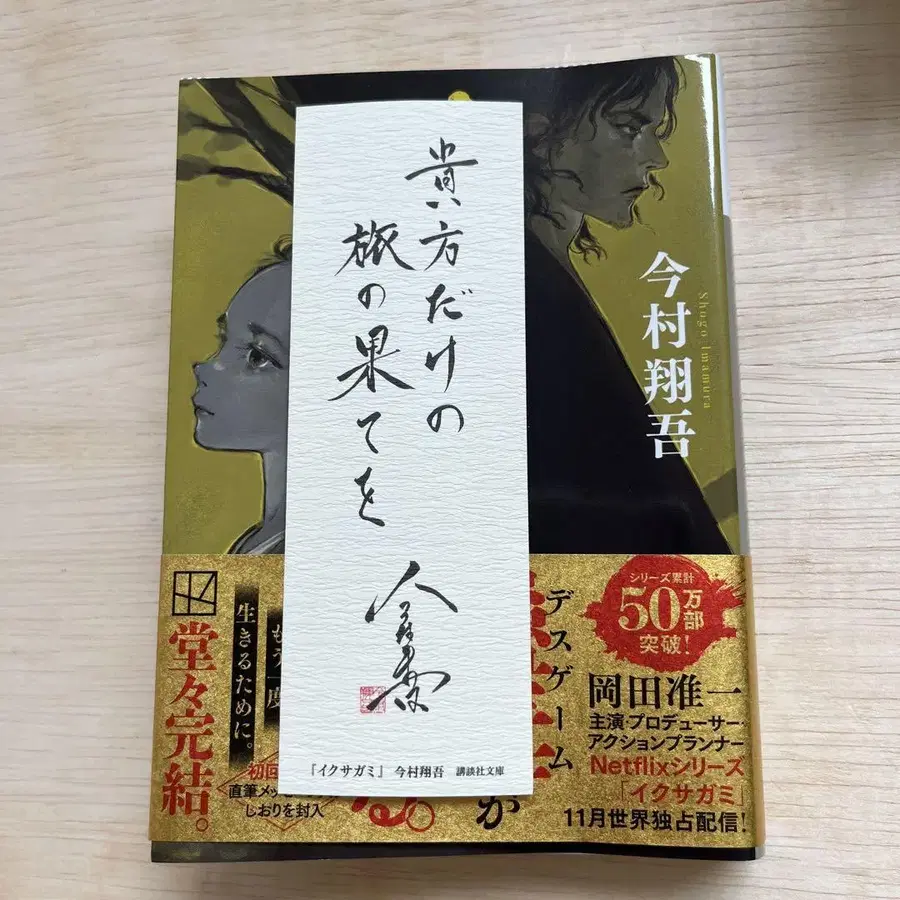 貴方だけの
旅の果てを
『イクサガミ』 今村翔吾 講談社文庫
今村翔吾
Shogo Imamura
シリーズ累計
50万部
突破!
岡田准一
主演・プロデューサー・
アクションプランナー
Netflixシリーズ
「イクサガミ」
11月世界独占配信!
デスゲーム
が
る。
もう一度
生きるために。
初回
直筆メッ
しおりを封入
堂々完結。